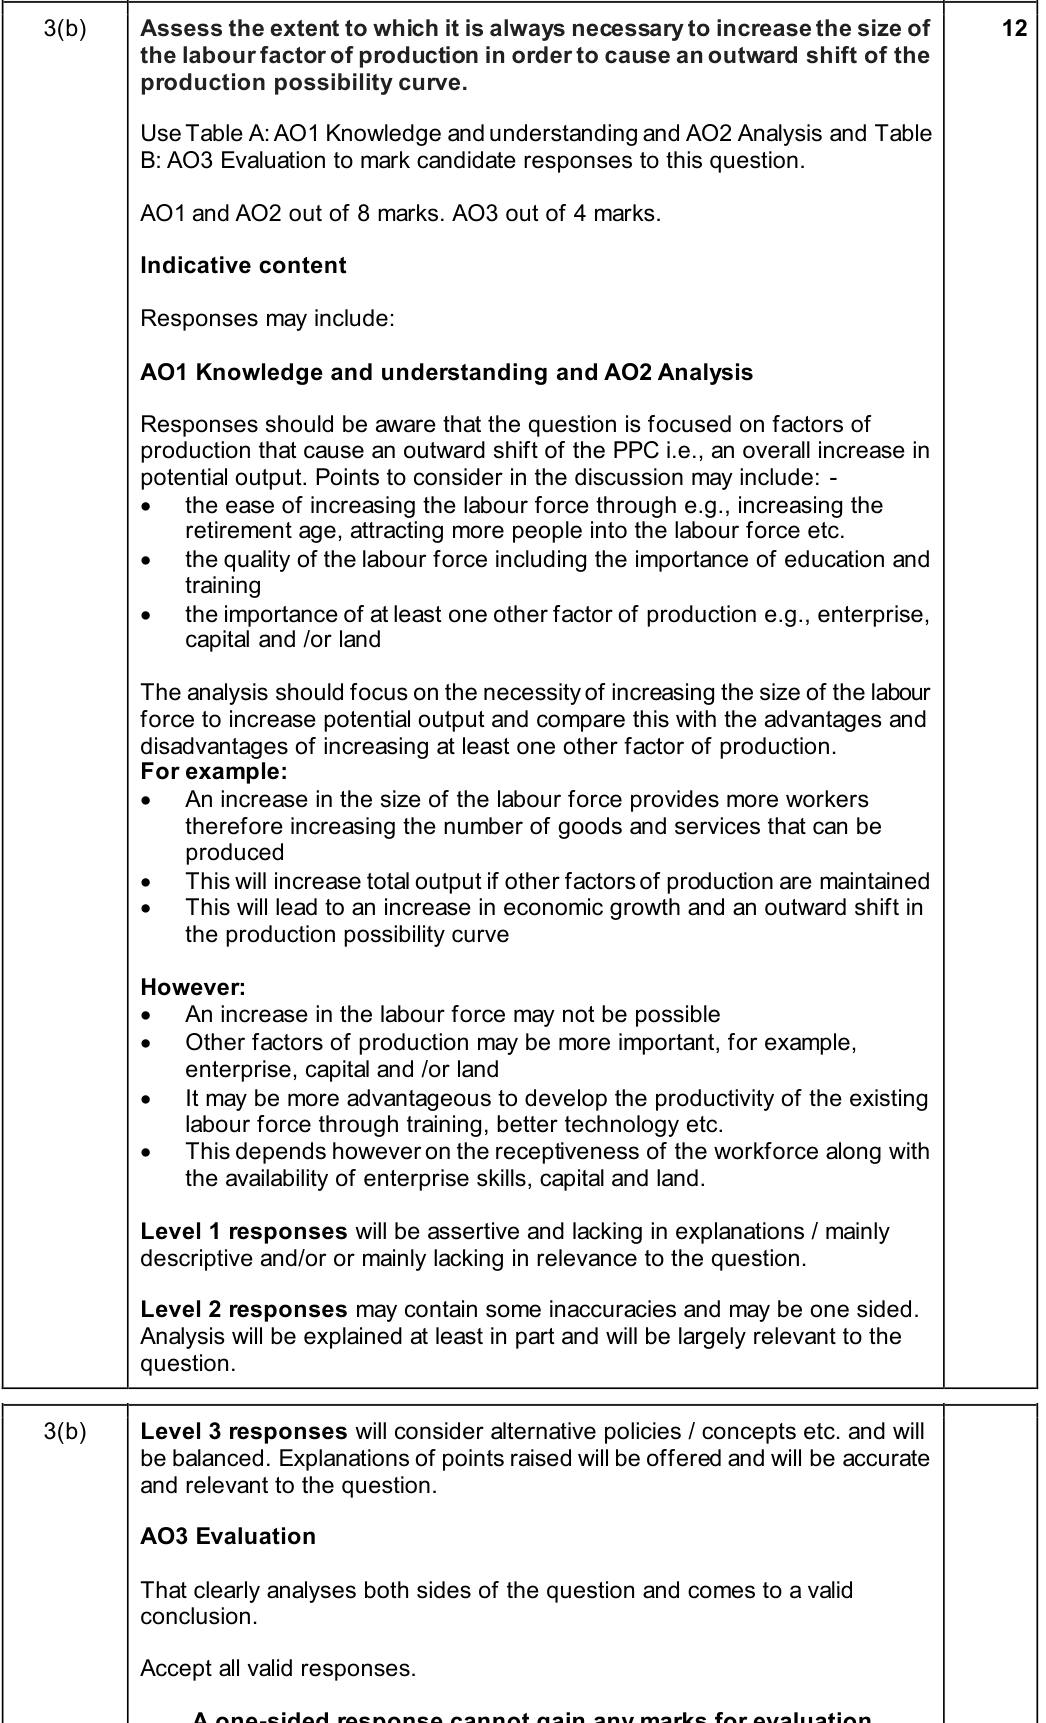 3(b)
Assess the extent to which it is always necessary to increase the size of
the labour factor of production in order to cause an outward shift of the
production possibility curve.
12
Use Table A: AO1 Knowledge and understanding and AO2 Analysis and Table
B: AO3 Evaluation to mark candidate responses to this question.
AO1 and AO2 out of 8 marks. AO3 out of 4 marks.
Indicative content
Responses may include:
AO1 Knowledge and understanding and AO2 Analysis
Responses should be aware that the question is focused on factors of
production that cause an outward shift of the PPC i.e., an overall increase in
potential output. Points to consider in the discussion may include: -
• the ease of increasing the labour force through e.g., increasing the
retirement age, attracting more people into the labour force etc.
• the quality of the labour force including the importance of education and
training
• the importance of at least one other factor of production e.g., enterprise,
capital and /or land
The analysis should focus on the necessity of increasing the size of the labour
force to increase potential output and compare this with the advantages and
disadvantages of increasing at least one other factor of production.
For example:
• An increase in the size of the labour force provides more workers
therefore increasing the number of goods and services that can be
produced
• This will increase total output if other factors of production are maintained
• This will lead to an increase in economic growth and an outward shift in
the production possibility curve
However:
• An increase in the labour force may not be possible
• Other factors of production may be more important, for example,
enterprise, capital and /or land
• It may be more advantageous to develop the productivity of the existing
labour force through training, better technology etc.
• This depends however on the receptiveness of the workforce along with
the availability of enterprise skills, capital and land.
Level 1 responses will be assertive and lacking in explanations / mainly
descriptive and/or or mainly lacking in relevance to the question.
Level 2 responses may contain some inaccuracies and may be one sided.
Analysis will be explained at least in part and will be largely relevant to the
question.
3(b)
Level 3 responses will consider alternative policies / concepts etc. and will
be balanced. Explanations of points raised will be offered and will be accurate
and relevant to the question.
AO3 Evaluation
That clearly analyses both sides of the question and comes to a valid
conclusion.
Accept all valid responses.
A one-sided response cannot gain any marks for evaluation